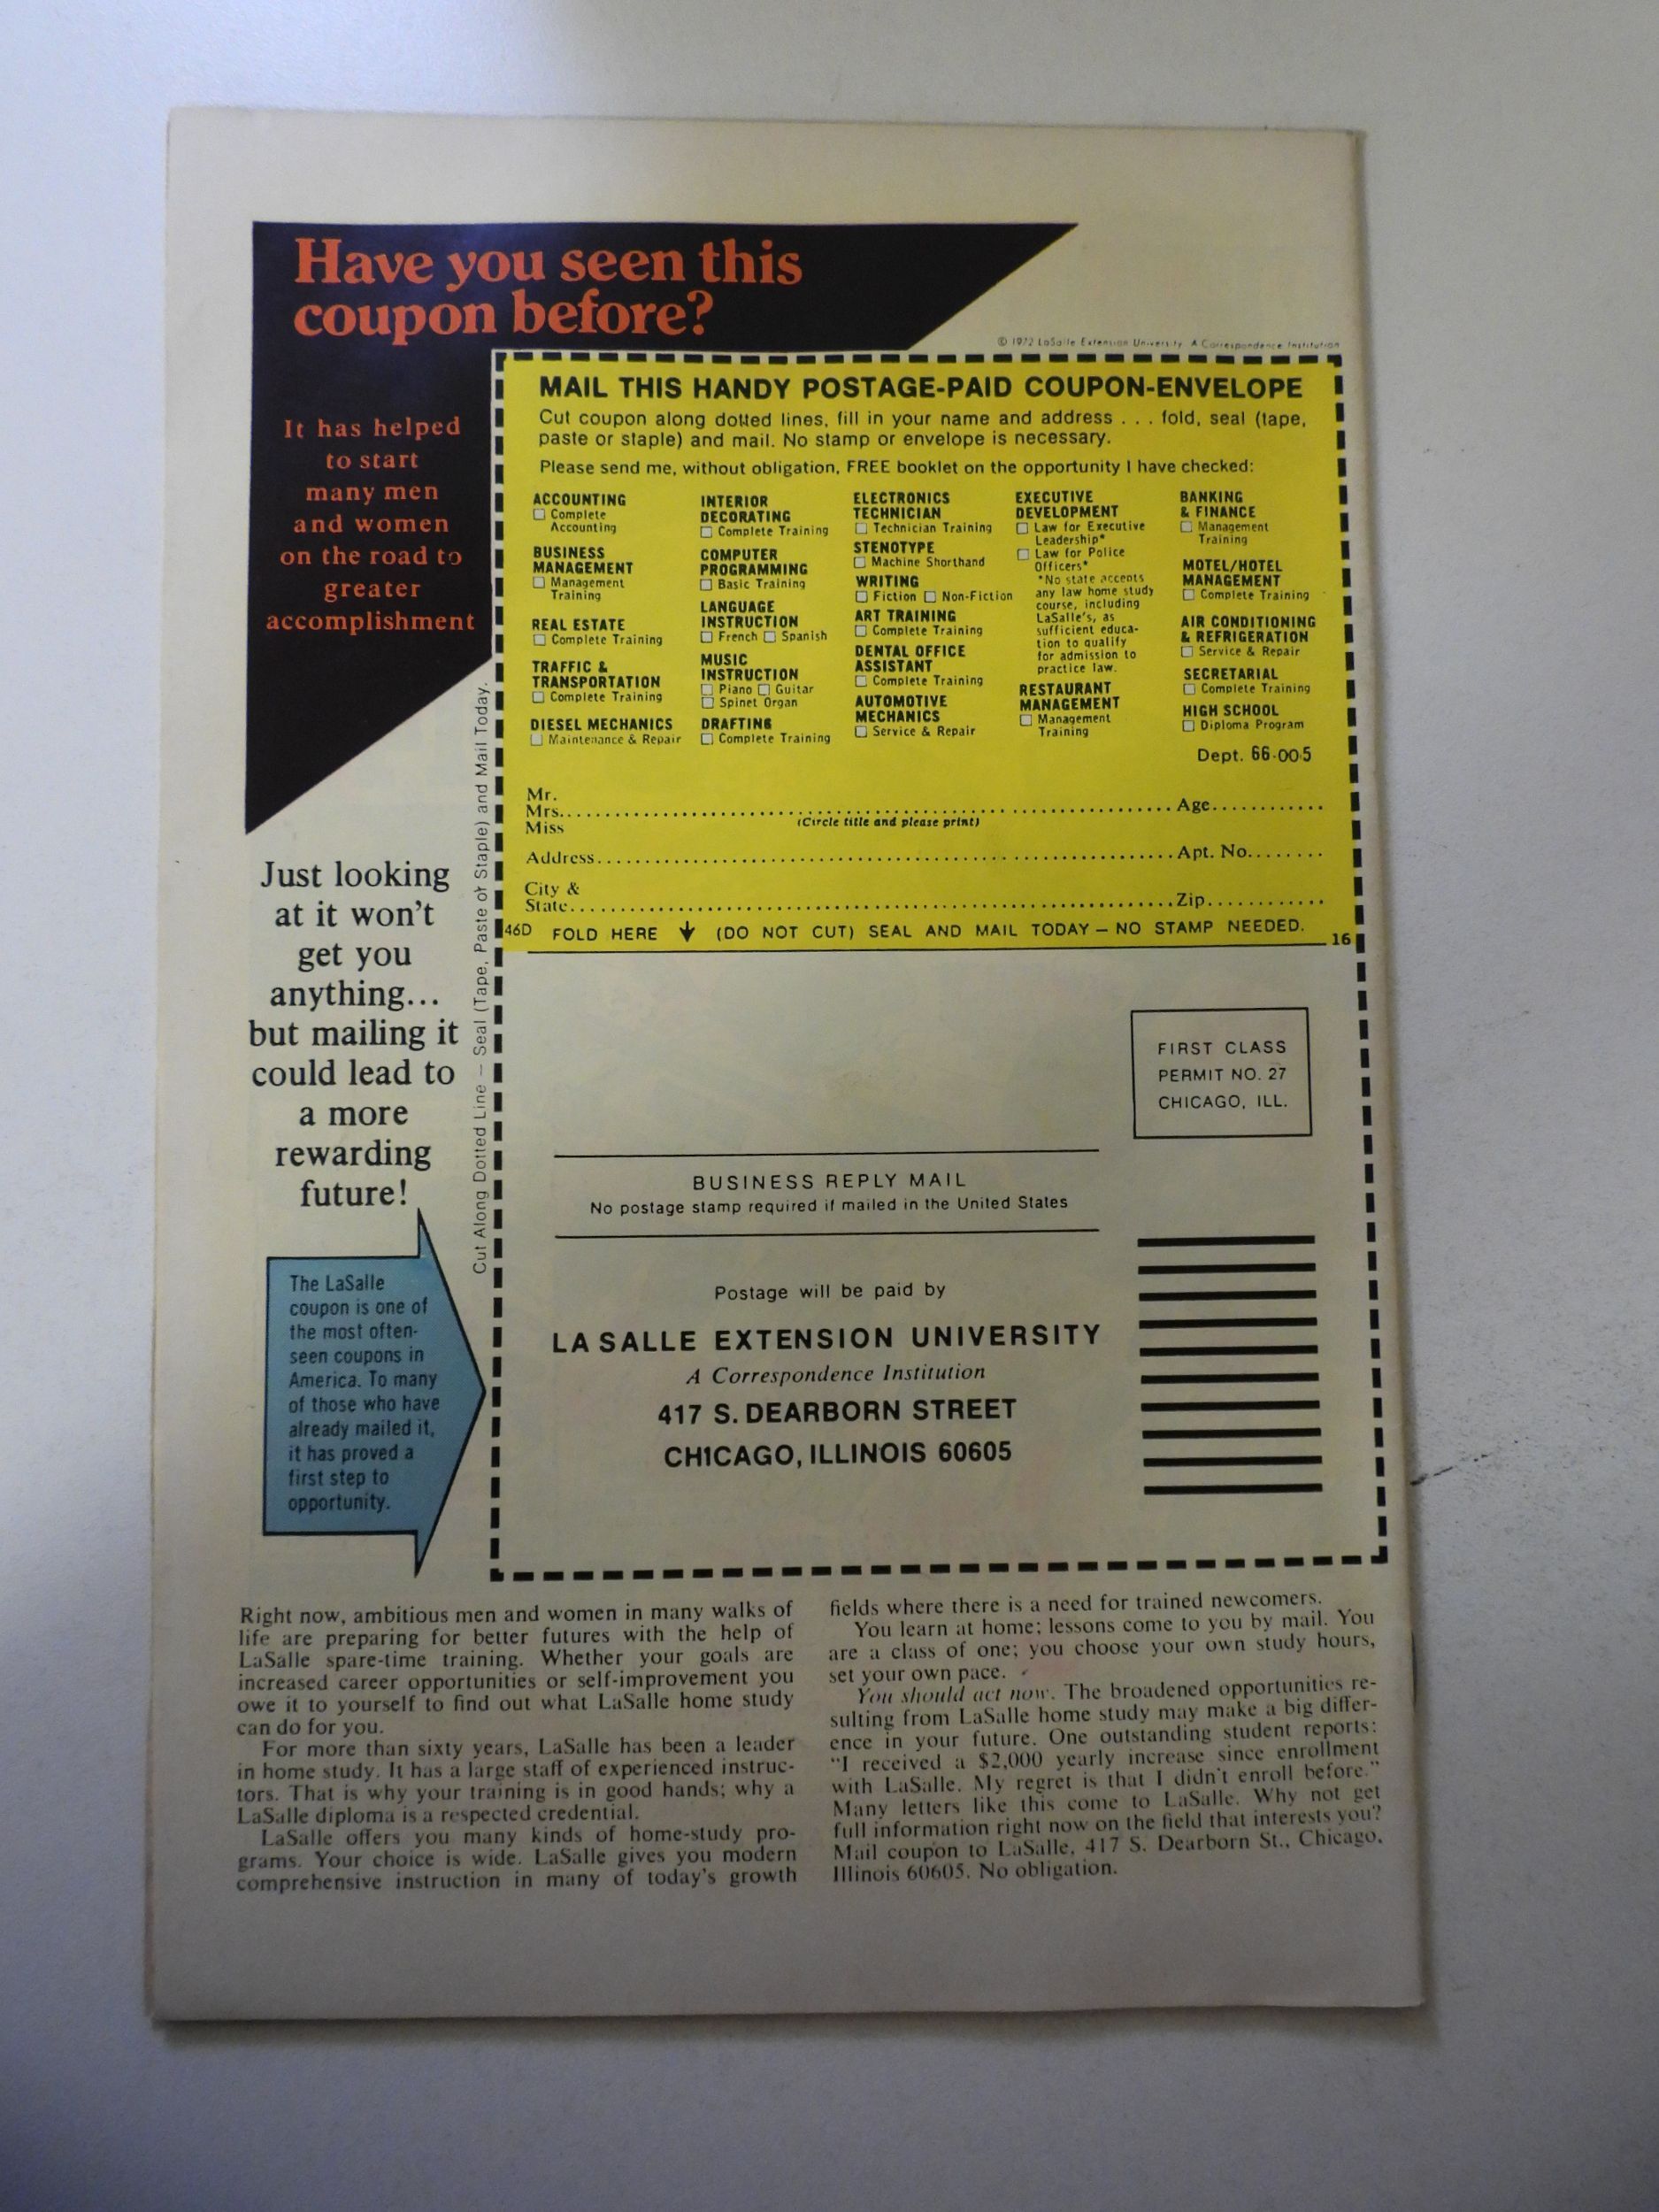 Have you seen this
coupon before?
© 1972 LaSalle Extension University A Correspondence Institution
It has helped
to start
many men
and women
on the road to
greater
accomplishment
MAIL THIS HANDY POSTAGE-PAID COUPON-ENVELOPE
Cut coupon along dotted lines, fill in your name and address . . . fold, seal (tape,
paste or staple) and mail. No stamp or envelope is necessary.
Please send me, without obligation, FREE booklet on the opportunity I have checked:
ACCOUNTING
Complete
Accounting
BUSINESS
MANAGEMENT
Management
Training
REAL ESTATE
Complete Training
TRAFFIC &
TRANSPORTATION
Complete Training
DIESEL MECHANICS
Maintenance & Repair
INTERIOR
DECORATING
Complete Training
COMPUTER
PROGRAMMING
Basic Training
LANGUAGE
INSTRUCTION
French Spanish
MUSIC
INSTRUCTION
Piano Guitar
Spinet Organ
DRAFTING
Complete Training
ELECTRONICS
TECHNICIAN
Technician Training
STENOTYPE
Machine Shorthand
WRITING
Fiction Non-Fiction
ART TRAINING
Complete Training
DENTAL OFFICE
ASSISTANT
Complete Training
AUTOMOTIVE
MECHANICS
Service & Repair
EXECUTIVE
DEVELOPMENT
Law for Executive
Leadership*
Law for Police
Officers*
*No state accepts
any law home study
course, including
LaSalle's, as
sufficient educa-
tion to qualify
for admission to
practice law.
RESTAURANT
MANAGEMENT
Management
Training
BANKING
& FINANCE
Management
Training
MOTEL/HOTEL
MANAGEMENT
Complete Training
AIR CONDITIONING
& REFRIGERATION
Service & Repair
SECRETARIAL
Complete Training
HIGH SCHOOL
Diploma Program
Dept. 66-005
Mr.
Mrs. Age
Miss (Circle title and please print)
Address Apt. No.
City &
State Zip
46D FOLD HERE (DO NOT CUT) SEAL AND MAIL TODAY – NO STAMP NEEDED.
16
Cut Along Dotted Line – Seal (Tape, Paste or Staple) and Mail Today.
Just looking
at it won't
get you
anything...
but mailing it
could lead to
a more
rewarding
future!
The LaSalle
coupon is one of
the most often-
seen coupons in
America. To many
of those who have
already mailed it,
it has proved a
first step to
opportunity.
FIRST CLASS
PERMIT NO. 27
CHICAGO, ILL.
BUSINESS REPLY MAIL
No postage stamp required if mailed in the United States
Postage will be paid by
LA SALLE EXTENSION UNIVERSITY
A Correspondence Institution
417 S. DEARBORN STREET
CHICAGO, ILLINOIS 60605
Right now, ambitious men and women in many walks of
life are preparing for better futures with the help of
LaSalle spare-time training. Whether your goals are
increased career opportunities or self-improvement you
owe it to yourself to find out what LaSalle home study
can do for you.
For more than sixty years, LaSalle has been a leader
in home study. It has a large staff of experienced instruc-
tors. That is why your training is in good hands; why a
LaSalle diploma is a respected credential.
LaSalle offers you many kinds of home-study pro-
grams. Your choice is wide. LaSalle gives you modern
comprehensive instruction in many of today's growth
fields where there is a need for trained newcomers.
You learn at home; lessons come to you by mail. You
are a class of one; you choose your own study hours,
set your own pace.
You should act now. The broadened opportunities re-
sulting from LaSalle home study may make a big differ-
ence in your future. One outstanding student reports:
"I received a $2,000 yearly increase since enrollment
with LaSalle. My regret is that I didn't enroll before."
Many letters like this come to LaSalle. Why not get
full information right now on the field that interests you?
Mail coupon to LaSalle, 417 S. Dearborn St., Chicago,
Illinois 60605. No obligation.